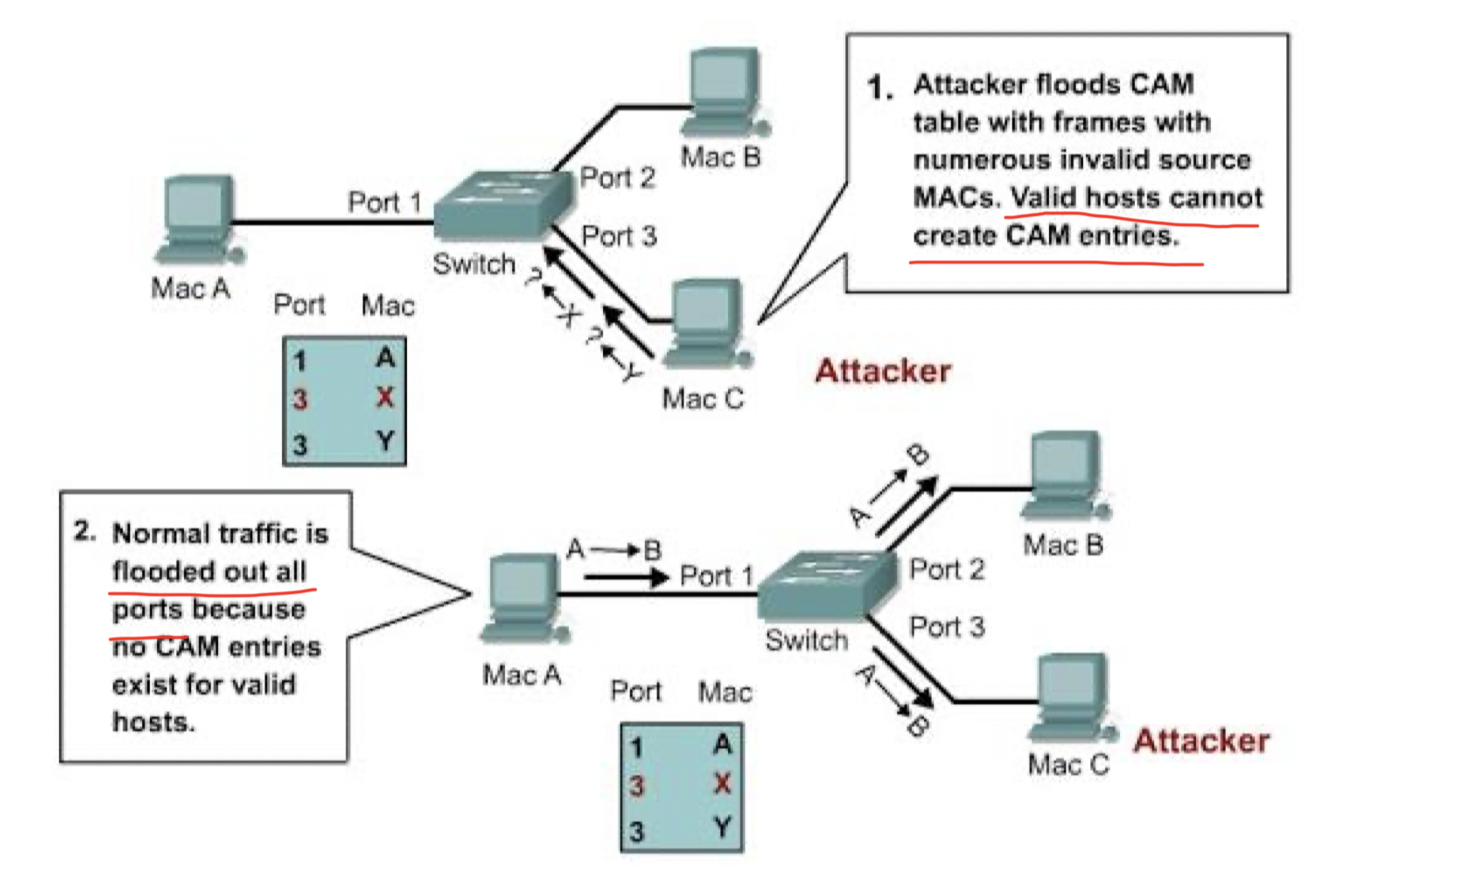 1. Attacker floods CAM
table with frames with
numerous invalid source
MACs. Valid hosts cannot
create CAM entries.
Mac B
Port 2
Port 1
Port 3
Switch
Mac A
? ← X
? ← Y
Mac C
Attacker
Port Mac
1 A
3 X
3 Y
2. Normal traffic is
flooded out all
ports because
no CAM entries
exist for valid
hosts.
A → B
A → B
Mac B
Port 1
Port 2
Port 3
Switch
Mac A
A → B
Mac C
Attacker
Port Mac
1 A
3 X
3 Y